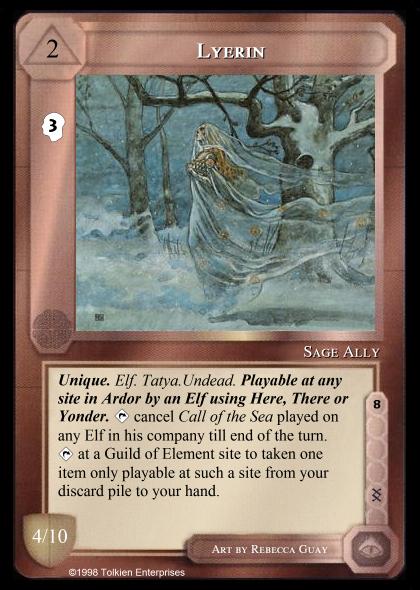 2
LYERIN
3
SAGE ALLY
Unique. Elf. Tatya.Undead. Playable at any
site in Ardor by an Elf using Here, There or
Yonder. cancel Call of the Sea played on
any Elf in his company till end of the turn.
at a Guild of Element site to taken one
item only playable at such a site from your
discard pile to your hand.
8
4/10
ART BY REBECCA GUAY
©1998 Tolkien Enterprises